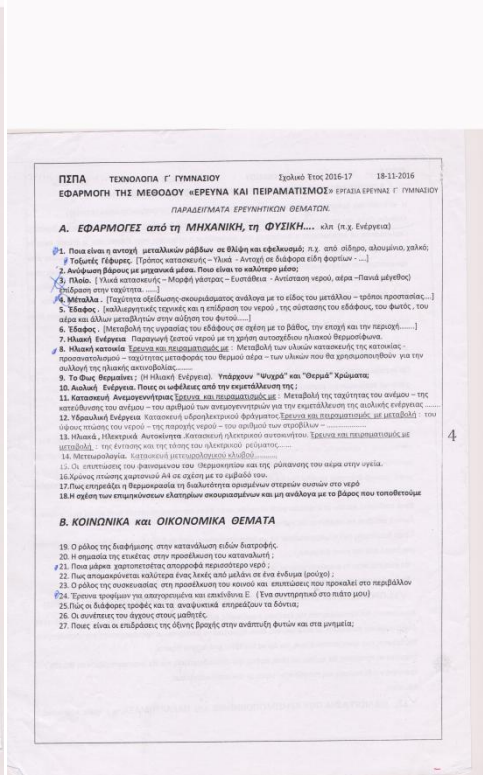 ΠΣΠΑ ΤΕΧΝΟΛΟΓΙΑ Γ΄ ΓΥΜΝΑΣΙΟΥ Σχολικό Έτος 2016-17 18-11-2016
ΕΦΑΡΜΟΓΗ ΤΗΣ ΜΕΘΟΔΟΥ «ΕΡΕΥΝΑ ΚΑΙ ΠΕΙΡΑΜΑΤΙΣΜΟΣ» ΕΡΓΑΣΙΑ ΕΡΕΥΝΑΣ Γ΄ ΓΥΜΝΑΣΙΟΥ
ΠΑΡΑΔΕΙΓΜΑΤΑ ΕΡΕΥΝΗΤΙΚΩΝ ΘΕΜΑΤΩΝ.
Α. ΕΦΑΡΜΟΓΕΣ από τη ΜΗΧΑΝΙΚΗ, τη ΦΥΣΙΚΗ.... κλπ (π.χ. Ενέργεια)
1. Ποια είναι η αντοχή μεταλλικών ράβδων σε θλίψη και εφελκυσμό; π.χ. από σίδηρο, αλουμίνιο, χαλκό;
Τοξωτές Γέφυρες. [Τρόπος κατασκευής – Υλικά - Αντοχή σε διάφορα είδη φορτίων - ....]
2. Ανύψωση βάρους με μηχανικά μέσα. Ποιο είναι το καλύτερο μέσο;
3. Πλοίο. [ Υλικά κατασκευής – Μορφή γάστρας – Ευστάθεια - Αντίσταση νερού, αέρα –Πανιά μέγεθος)
Επίδραση στην ταχύτητα. ......]
4. Μέταλλα . [Ταχύτητα οξείδωσης-σκουριάσματος ανάλογα με το είδος του μετάλλου – τρόποι προστασίας....]
5. Έδαφος . [καλλιεργητικές τεχνικές και η επίδραση του νερού , της σύστασης του εδάφους, του φωτός , του
αέρα και άλλων μεταβλητών στην αύξηση του φυτού.....]
6. Έδαφος . [Μεταβολή της υγρασίας του εδάφους σε σχέση με το βάθος, την εποχή και την περιοχή.......]
7. Ηλιακή Ενέργεια Παραγωγή ζεστού νερού με τη χρήση αυτοσχέδιου ηλιακού θερμοσίφωνα.
8. Ηλιακή κατοικία Έρευνα και πειραματισμός με : Μεταβολή των υλικών κατασκευής της κατοικίας -
προσανατολισμού – ταχύτητας μεταφοράς του θερμού αέρα – των υλικών που θα χρησιμοποιηθούν για την
συλλογή της ηλιακής ακτινοβολίας........
9. Το Φως θερμαίνει ; (Η Ηλιακή Ενέργεια). Υπάρχουν "Ψυχρά" και "Θερμά" Χρώματα;
10. Αιολική Ενέργεια. Ποιες οι ωφέλειες από την εκμετάλλευση της ;
11. Κατασκευή Ανεμογεννήτριας Έρευνα και πειραματισμός με : Μεταβολή της ταχύτητας του ανέμου – της
κατεύθυνσης του ανέμου – του αριθμού των ανεμογεννητριών για την εκμετάλλευση της αιολικής ενέργειας ........
12. Υδραυλική Ενέργεια Κατασκευή υδροηλεκτρικού φράγματος Έρευνα και πειραματισμός με μεταβολή : του
ύψους πτώσης του νερού – της παροχής νερού – του αριθμού των στροβίλων – ....................
13. Ηλιακά , Ηλεκτρικά Αυτοκίνητα .Κατασκευή ηλεκτρικού αυτοκινήτου. Έρευνα και πειραματισμός με
μεταβολή : της έντασης και της τάσης του ηλεκτρικού ρεύματος.......
14. Μετεωρολογία. Κατασκευή μετεωρολογικού κλωβού...........
15. Οι επιπτώσεις του φαινομένου του Θερμοκηπίου και της ρύπανσης του αέρα στην υγεία.
16.Χρόνος πτώσης χαρτονιού Α4 σε σχέση με το εμβαδό του.
17.Πως επηρεάζει η θερμοκρασία τη διαλυτότητα ορισμένων στερεών ουσιών στο νερό
18.Η σχέση των επιμηκύνσεων ελατηρίων σκουριασμένων και μη ανάλογα με το βάρος που τοποθετούμε
4
Β. ΚΟΙΝΩΝΙΚΑ και ΟΙΚΟΝΟΜΙΚΑ ΘΕΜΑΤΑ
19. Ο ρόλος της διαφήμισης στην κατανάλωση ειδών διατροφής.
20. Η σημασία της ετικέτας στην προσέλκυση του καταναλωτή ;
21. Ποια μάρκα χαρτοπετσέτας απορροφά περισσότερο νερό ;
22. Πως απομακρύνεται καλύτερα ένας λεκές από μελάνι σε ένα ένδυμα (ρούχο) ;
23. Ο ρόλος της συσκευασίας στη προσέλκυση του κοινού και επιπτώσεις που προκαλεί στο περιβάλλον
24. Έρευνα τροφίμων για απαγορευμένα και επικίνδυνα Ε (Ένα συντηρητικό στο πιάτο μου)
25.Πώς οι διάφορες τροφές και τα αναψυκτικά επηρεάζουν τα δόντια;
26. Οι συνέπειες του άγχους στους μαθητές.
27. Ποιες είναι οι επιδράσεις της όξινης βροχής στην ανάπτυξη φυτών και στα μνημεία;